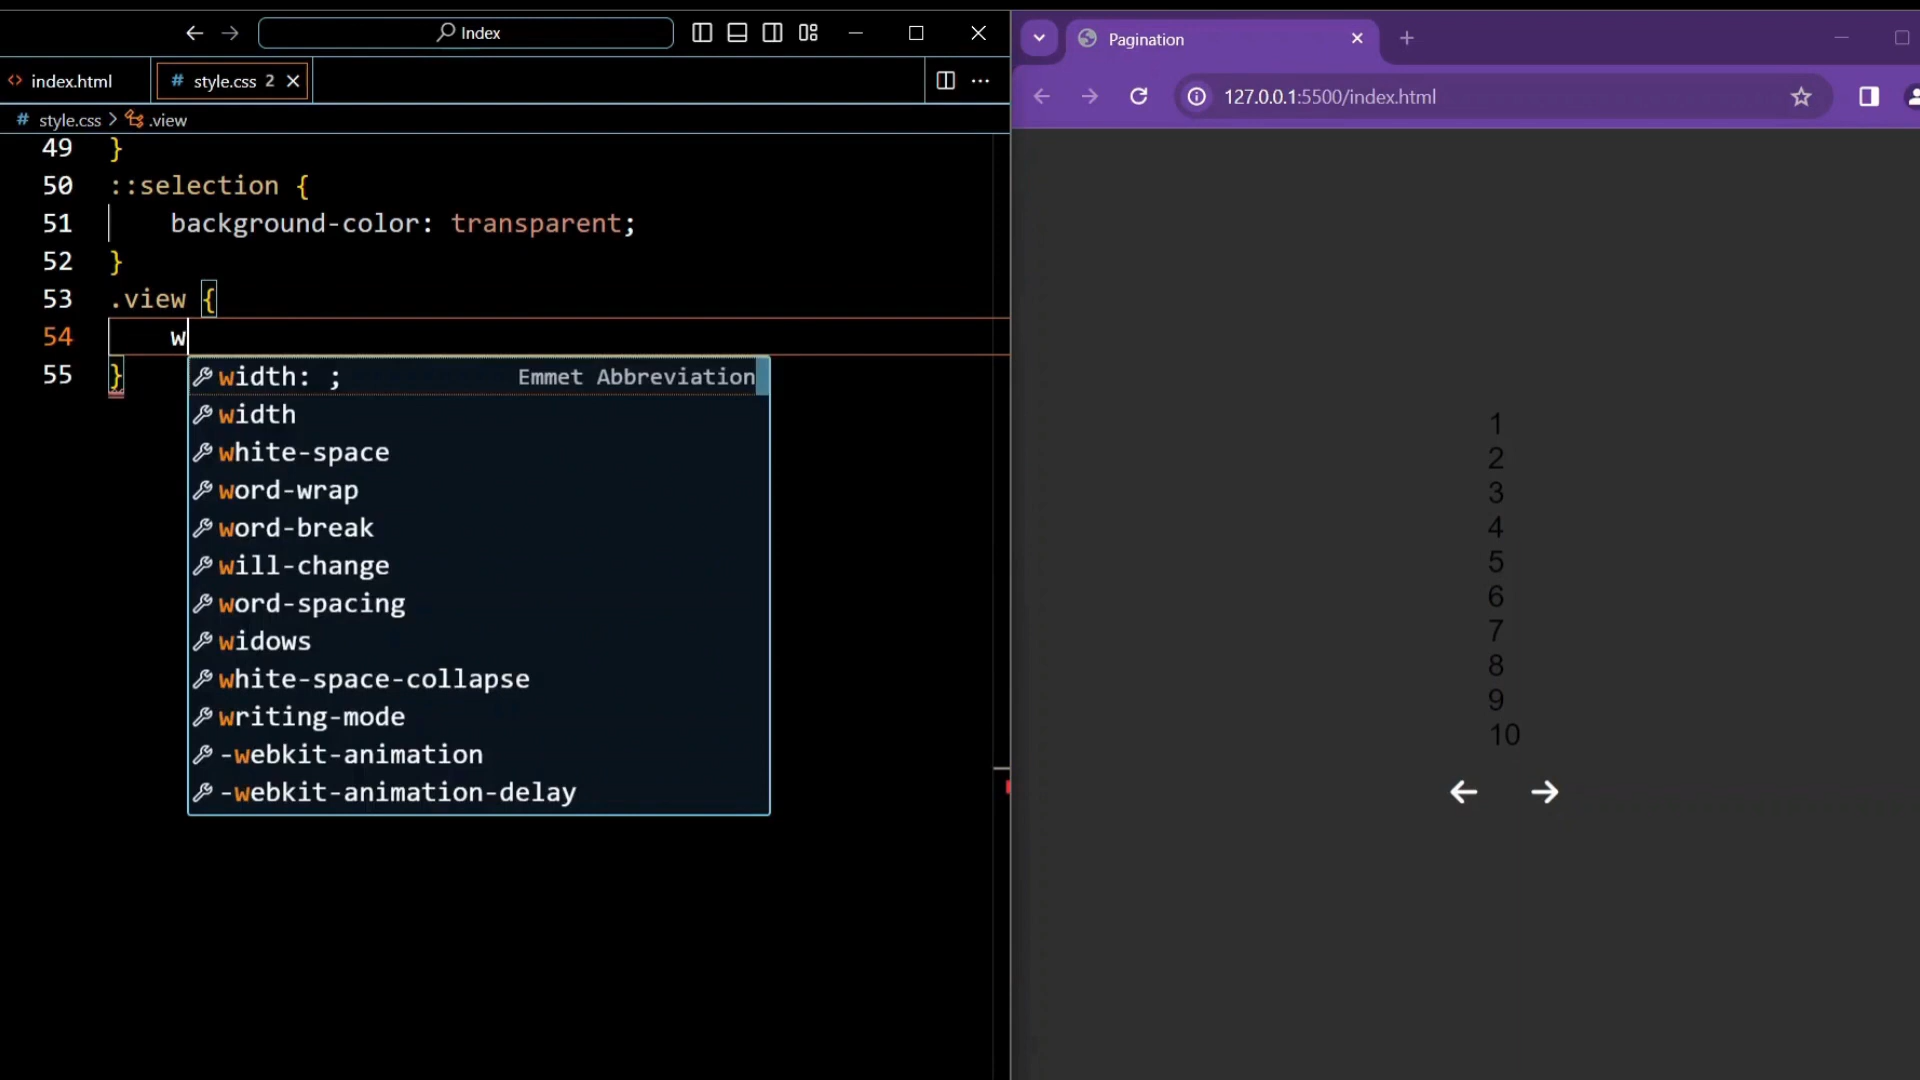 Index
index.html
# style.css 2
# style.css > .view
49 }
50 ::selection {
51 background-color: transparent;
52 }
53 .view {
54 w
55 }
width: ; Emmet Abbreviation
width
white-space
word-wrap
word-break
will-change
word-spacing
widows
white-space-collapse
writing-mode
-webkit-animation
-webkit-animation-delay
Pagination
127.0.0.1:5500/index.html
1
2
3
4
5
6
7
8
9
10